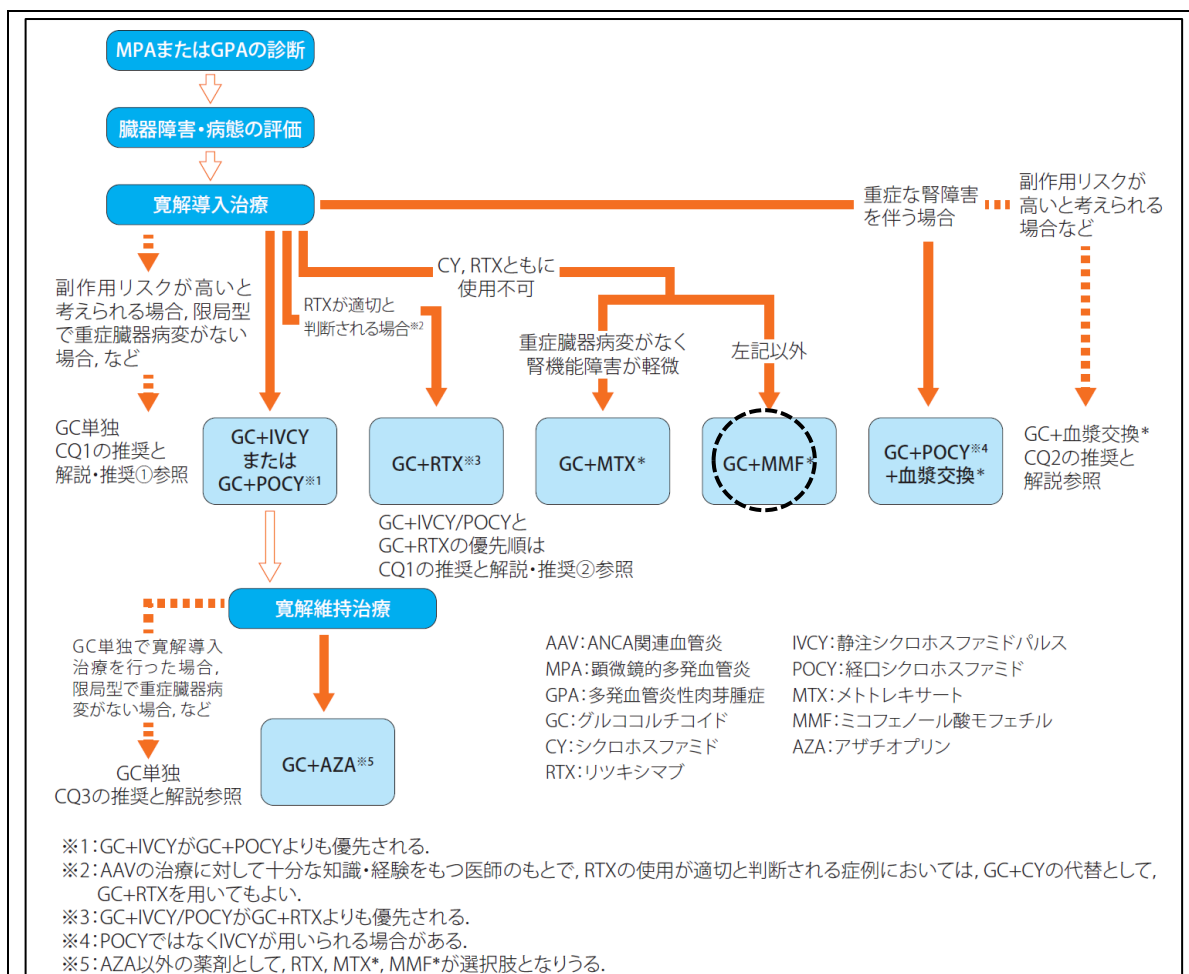 MPAまたはGPAの診断
臓器障害・病態の評価
寛解導入治療
重症な腎障害
を伴う場合
副作用リスクが
高いと考えられる
場合など
副作用リスクが高いと
考えられる場合, 限局型
で重症臓器病変がない
場合, など
RTXが適切と
判断される場合※2
CY, RTXともに
使用不可
重症臓器病変がなく
腎機能障害が軽微
左記以外
GC単独
CQ1の推奨と
解説・推奨①参照
GC+IVCY
または
GC+POCY※1
GC+RTX※3
GC+MTX*
GC+MMF*
GC+POCY※4
+血漿交換*
GC+血漿交換*
CQ2の推奨と
解説参照
GC+IVCY/POCYと
GC+RTXの優先順は
CQ1の推奨と解説・推奨②参照
寛解維持治療
GC単独で寛解導入
治療を行った場合,
限局型で重症臓器病
変がない場合, など
GC単独
CQ3の推奨と解説参照
GC+AZA※5
AAV:ANCA関連血管炎
MPA:顕微鏡的多発血管炎
GPA:多発血管炎性肉芽腫症
GC:グルココルチコイド
CY:シクロホスファミド
RTX:リツキシマブ
IVCY:静注シクロホスファミドパルス
POCY:経口シクロホスファミド
MTX:メトトレキサート
MMF:ミコフェノール酸モフェチル
AZA:アザチオプリン
※1:GC+IVCYがGC+POCYよりも優先される.
※2:AAVの治療に対して十分な知識・経験をもつ医師のもとで, RTXの使用が適切と判断される症例においては, GC+CYの代替として,
GC+RTXを用いてもよい.
※3:GC+IVCY/POCYがGC+RTXよりも優先される.
※4:POCYではなくIVCYが用いられる場合がある.
※5:AZA以外の薬剤として, RTX, MTX*, MMF*が選択肢となりうる.